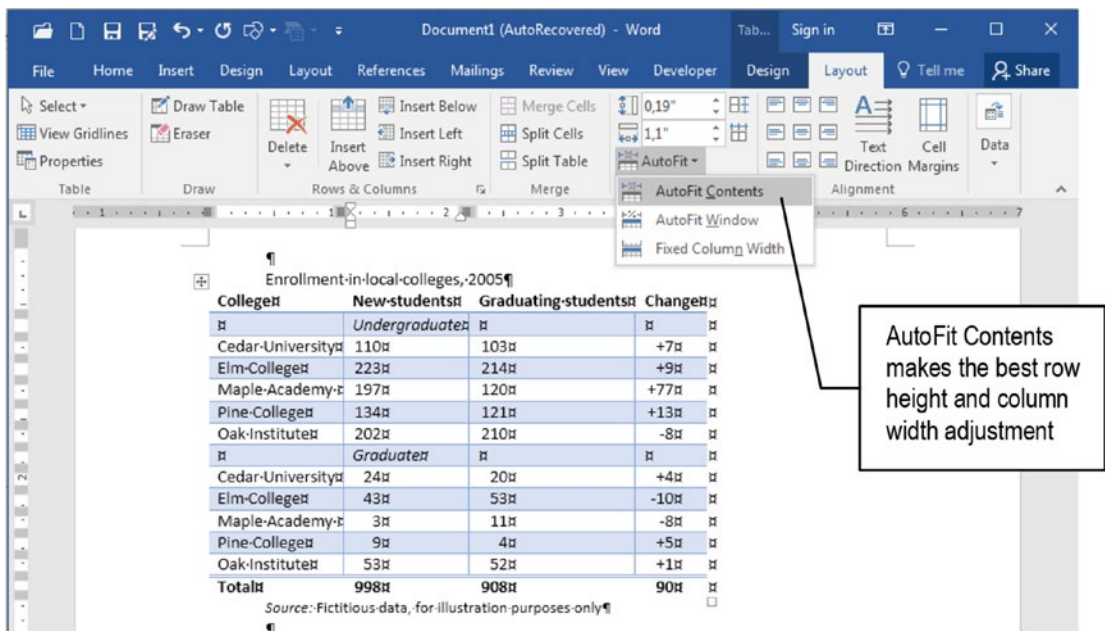 Document1 (AutoRecovered) - Word Tab... Sign in
File Home Insert Design Layout References Mailings Review View Developer Design Layout Tell me Share
Select Draw Table Insert Below Merge Cells 0,19"
View Gridlines Eraser Delete Insert Above Insert Left Split Cells 1,1" Text Direction Cell Margins Data
Properties Insert Right Split Table AutoFit
Table Draw Rows & Columns Merge Alignment
AutoFit Contents
AutoFit Window
Fixed Column Width
L 1 1 2 3 6 7
¶
Enrollment·in·local·colleges,·2005¶
College¤ New·students¤ Graduating·students¤ Change¤¤
¤ Undergraduate¤ ¤ ¤ ¤
Cedar·University¤ 110¤ 103¤ +7¤ ¤
Elm·College¤ 223¤ 214¤ +9¤ ¤
Maple·Academy·¤ 197¤ 120¤ +77¤ ¤
Pine·College¤ 134¤ 121¤ +13¤ ¤
Oak·Institute¤ 202¤ 210¤ -8¤ ¤
¤ Graduate¤ ¤ ¤ ¤
Cedar·University¤ 24¤ 20¤ +4¤ ¤
Elm·College¤ 43¤ 53¤ -10¤ ¤
Maple·Academy·¤ 3¤ 11¤ -8¤ ¤
Pine·College¤ 9¤ 4¤ +5¤ ¤
Oak·Institute¤ 53¤ 52¤ +1¤ ¤
Total¤ 998¤ 908¤ 90¤ ¤
Source:·Fictitious·data,·for·illustration·purposes·only¶
¶
2
AutoFit Contents
makes the best row
height and column
width adjustment